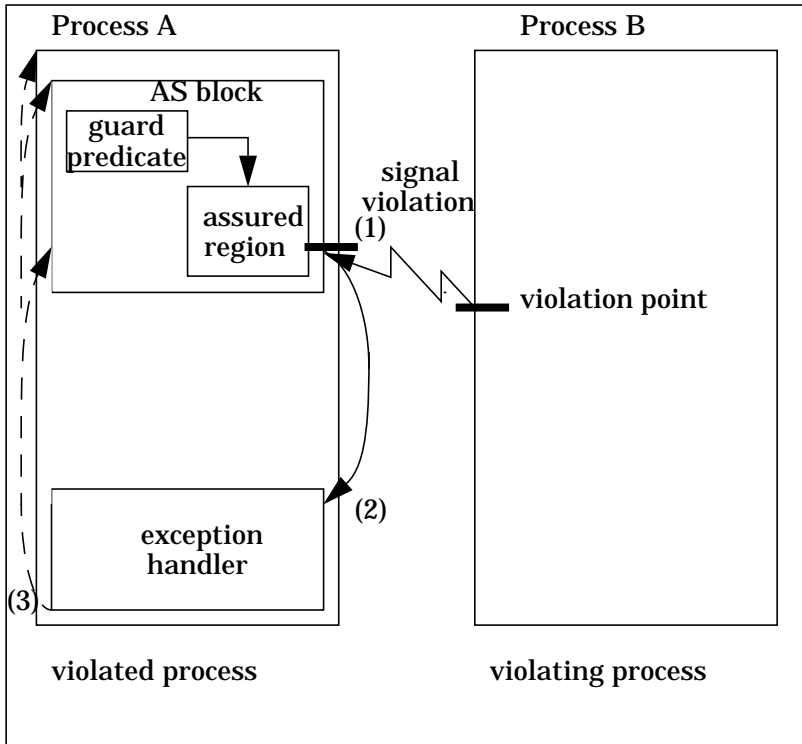 Process A
Process B
AS block
guard
predicate
signal
violation
assured
region
(1)
violation point
(2)
exception
handler
(3)
violated process
violating process